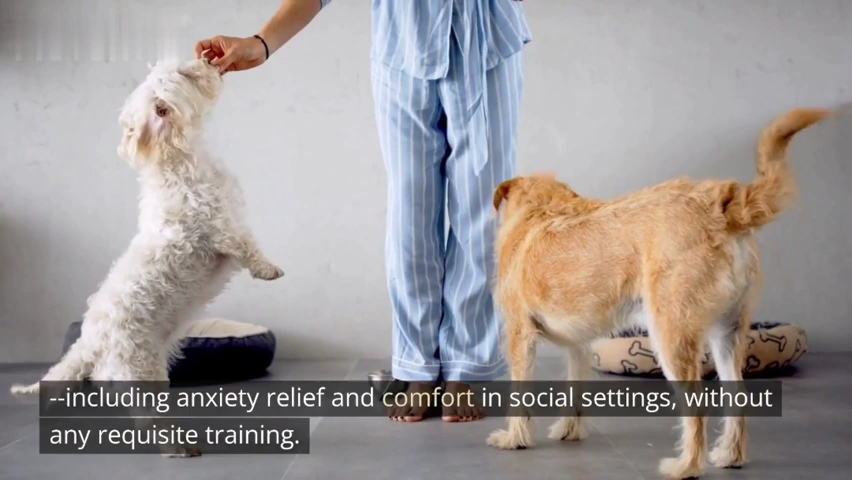 --including anxiety relief and comfort in social settings, without
any requisite training.